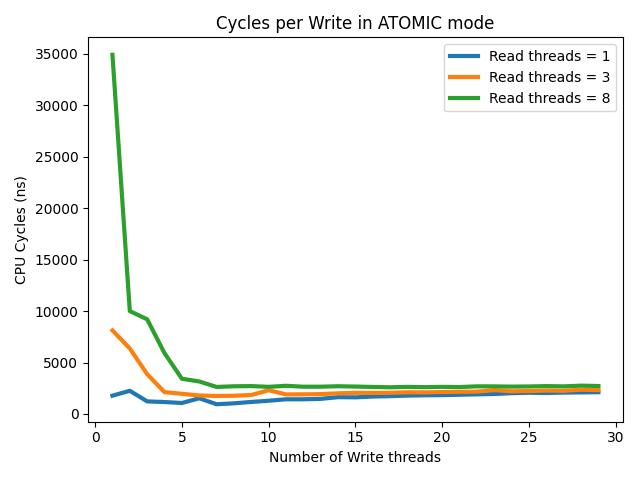 Cycles per Write in ATOMIC mode
Read threads = 1
Read threads = 3
Read threads = 8
CPU Cycles (ns)
35000
30000
25000
20000
15000
10000
5000
0
0 5 10 15 20 25 30
Number of Write threads